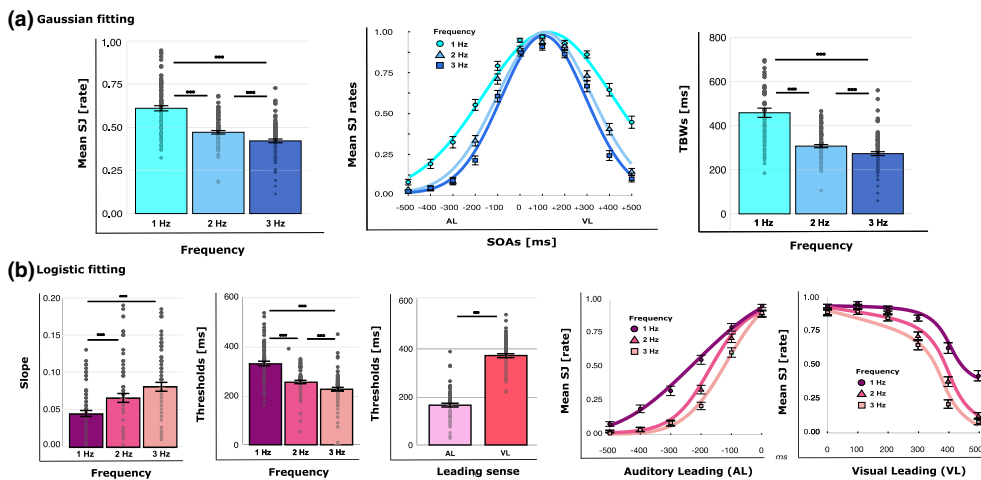 (a) Gaussian fitting
Mean SJ [rate]
1.00
0.75
0.50
0.25
0.00
1 Hz 2 Hz 3 Hz
Frequency
Mean SJ rates
1.00
0.75
0.50
0.25
0.00
Frequency
1 Hz
2 Hz
3 Hz
-500 -400 -300 -200 -100 0 +100 +200 +300 +400 +500
AL VL
SOAs [ms]
TBWs [ms]
800
600
400
200
0
1 Hz 2 Hz 3 Hz
Frequency
(b) Logistic fitting
Slope
0.20
0.15
0.10
0.05
0.00
1 Hz 2 Hz 3 Hz
Frequency
Thresholds [ms]
600
400
200
0
1 Hz 2 Hz 3 Hz
Frequency
Thresholds [ms]
600
400
200
0
AL VL
Leading sense
Mean SJ [rate]
1.00
0.75
0.50
0.25
0.00
Frequency
1 Hz
2 Hz
3 Hz
-500 -400 -300 -200 -100 0
Auditory Leading (AL)
ms
Mean SJ [rate]
1.00
0.75
0.50
0.25
0.00
Frequency
1 Hz
2 Hz
3 Hz
0 100 200 300 400 500
Visual Leading (VL)